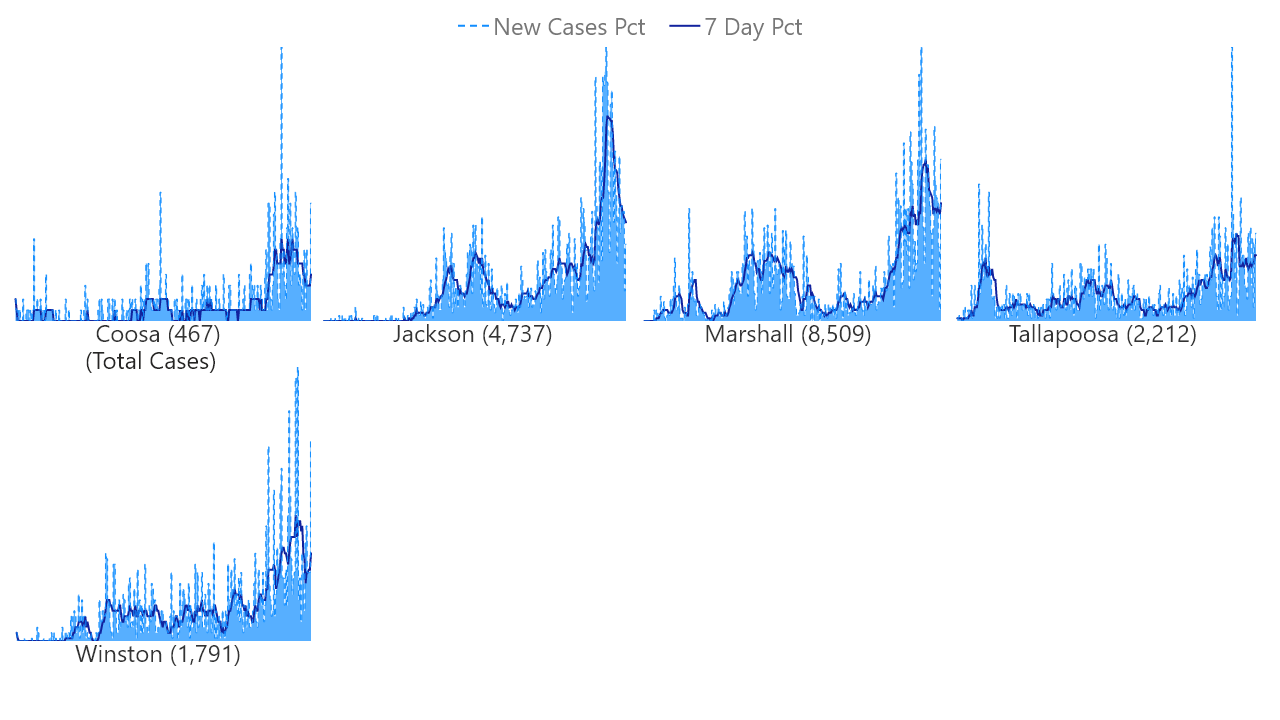 New Cases Pct 7 Day Pct
Coosa (467) Jackson (4,737) Marshall (8,509) Tallapoosa (2,212)
(Total Cases)
Winston (1,791)